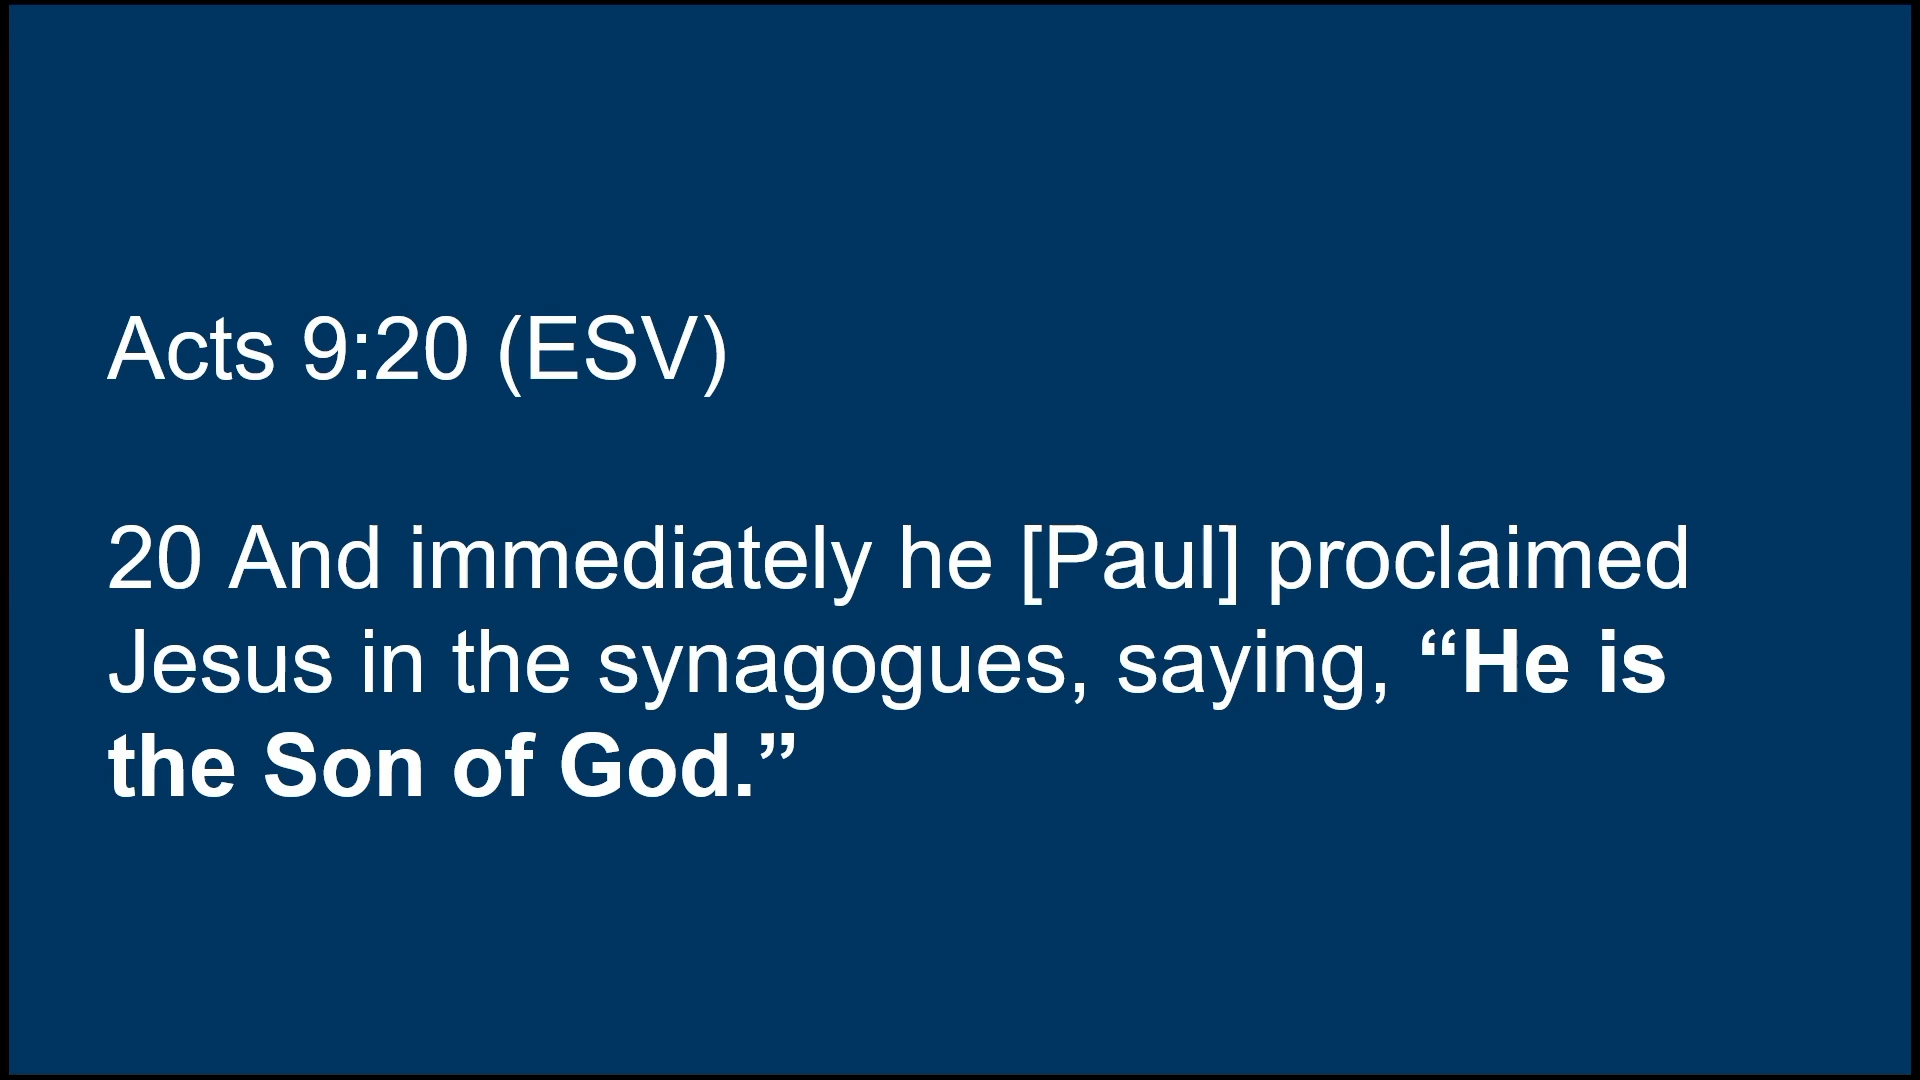 Acts 9:20 (ESV)
20 And immediately he [Paul] proclaimed
Jesus in the synagogues, saying, “He is
the Son of God.”